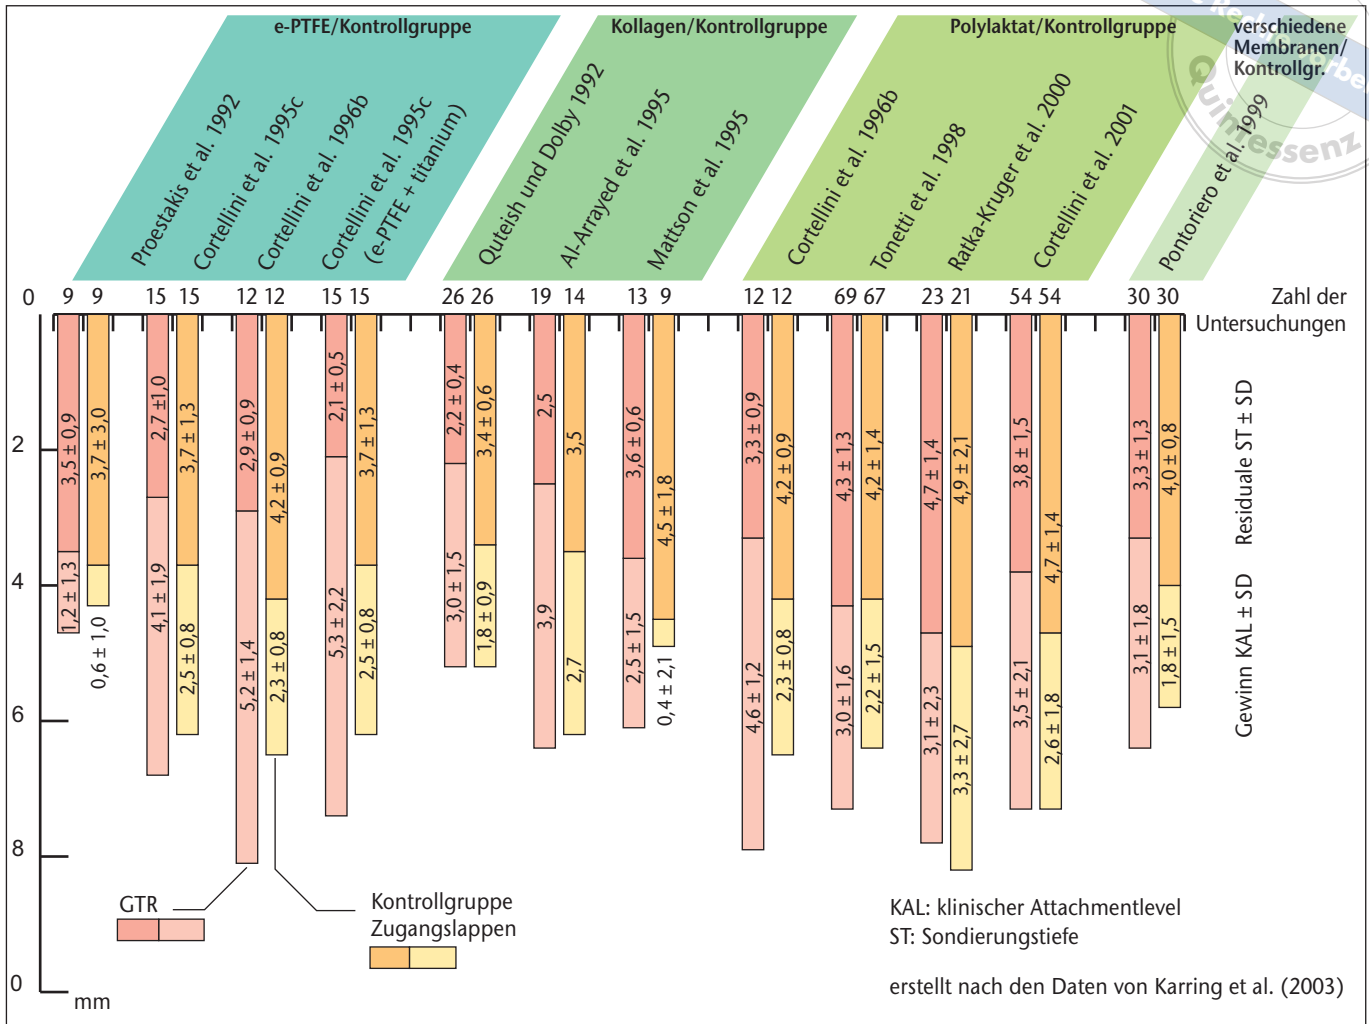 e-PTFE/Kontrollgruppe
Kollagen/Kontrollgruppe
Polylaktat/Kontrollgruppe
verschiedene
Membranen/
Kontrollgr.
Proestakis et al. 1992
Cortellini et al. 1995c
Cortellini et al. 1996b
Cortellini et al. 1995c
(e-PTFE + titanium)
Quteish und Dolby 1992
Al-Arrayed et al. 1995
Mattson et al. 1995
Cortellini et al. 1996b
Tonetti et al. 1998
Ratka-Kruger et al. 2000
Cortellini et al. 2001
Pontoriero et al. 1999
Quintessenz
0 9 9 15 15 12 12 15 15 26 26 19 14 13 9 12 12 69 67 23 21 54 54 30 30 Zahl der
Untersuchungen
3,5 ± 0,9
1,2 ± 1,3
3,7 ± 3,0
0,6 ± 1,0
2,7 ±1,0
4,1 ± 1,9
3,7 ± 1,3
2,5 ± 0,8
2,9 ± 0,9
5,2 ± 1,4
4,2 ± 0,9
2,3 ± 0,8
2,1 ± 0,5
5,3 ± 2,2
3,7 ± 1,3
2,5 ± 0,8
2,2 ± 0,4
3,0 ± 1,5
3,4 ± 0,6
1,8 ± 0,9
2,5
3,9
3,5
2,7
3,6 ± 0,6
2,5 ± 1,5
4,5 ± 1,8
0,4 ± 2,1
3,3 ± 0,9
4,6 ± 1,2
4,2 ± 0,9
2,3 ± 0,8
4,3 ± 1,3
3,0 ± 1,6
4,2 ± 1,4
2,2 ± 1,5
4,7 ± 1,4
3,1 ± 2,3
4,9 ± 2,1
3,3 ± 2,7
3,8 ± 1,5
3,5 ± 2,1
4,7 ± 1,4
2,6 ± 1,8
3,3 ± 1,3
3,1 ± 1,8
4,0 ± 0,8
1,8 ± 1,5
Residuale ST ± SD
Gewinn KAL ± SD
2
4
6
8
0
mm
GTR
Kontrollgruppe
Zugangslappen
KAL: klinischer Attachmentlevel
ST: Sondierungstiefe
erstellt nach den Daten von Karring et al. (2003)